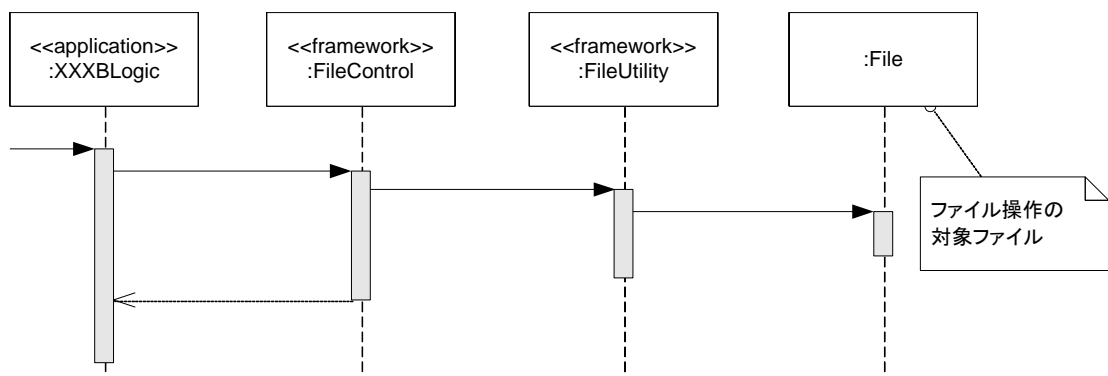 <<application>>
:XXXBLogic
<<framework>>
:FileControl
<<framework>>
:FileUtility
:File
ファイル操作の
対象ファイル